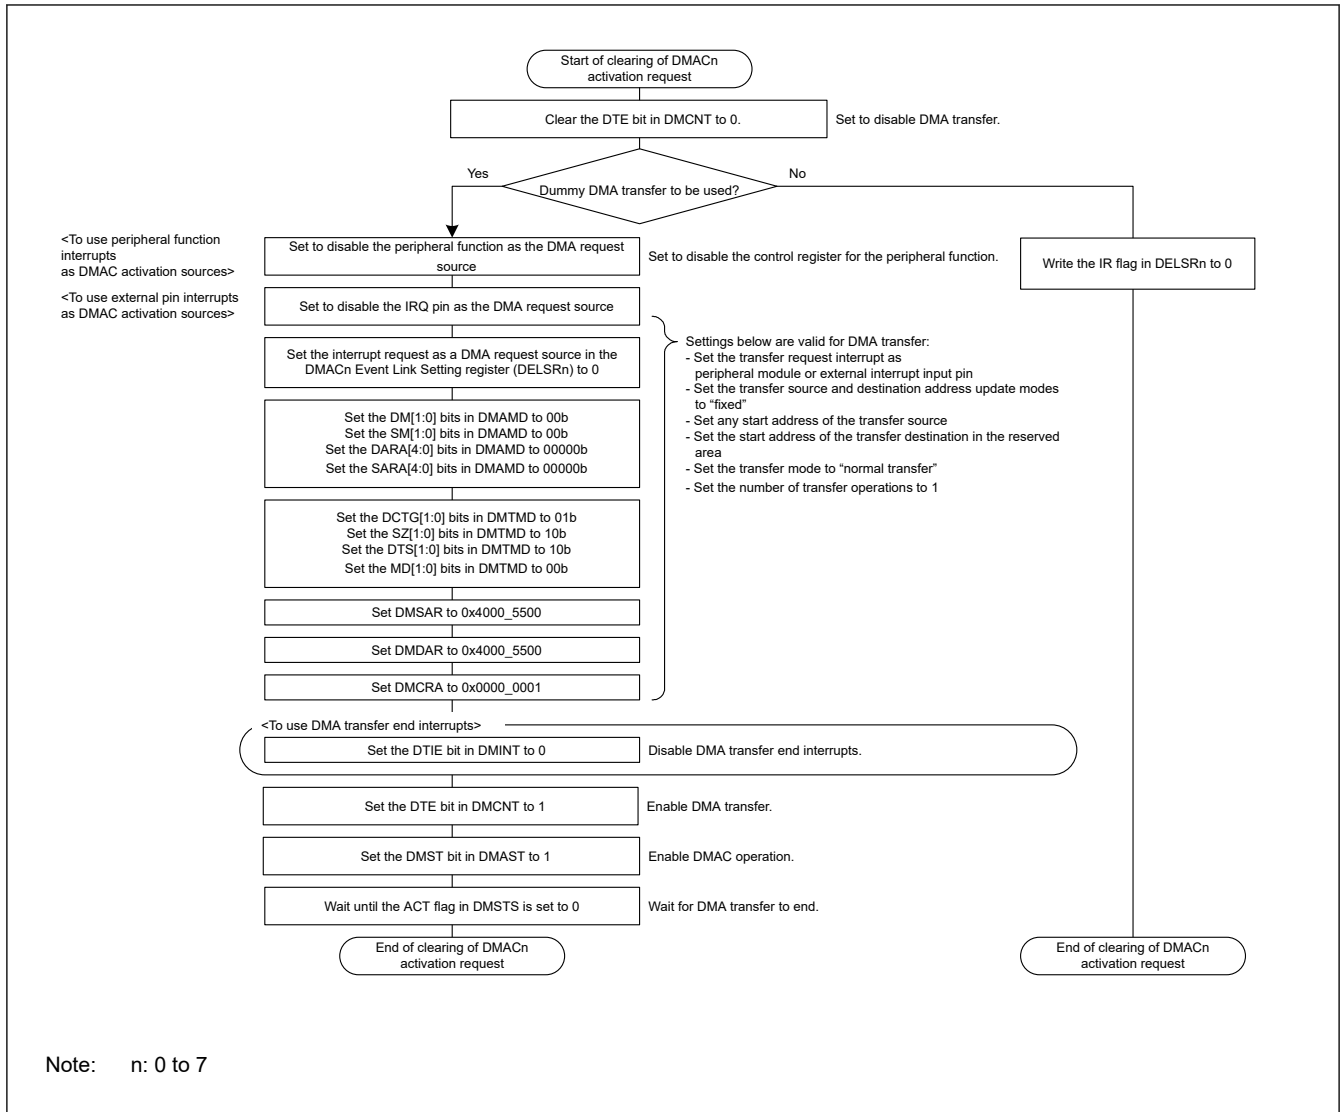 Start of clearing of DMACn
activation request
Clear the DTE bit in DMCNT to 0.
Set to disable DMA transfer.
Yes
No
Dummy DMA transfer to be used?
<To use peripheral function
interrupts
as DMAC activation sources>
Set to disable the peripheral function as the DMA request
source
Set to disable the control register for the peripheral function.
Write the IR flag in DELSRn to 0
<To use external pin interrupts
as DMAC activation sources>
Set to disable the IRQ pin as the DMA request source
Set the interrupt request as a DMA request source in the
DMACn Event Link Setting register (DELSRn) to 0
Settings below are valid for DMA transfer:
- Set the transfer request interrupt as
peripheral module or external interrupt input pin
- Set the transfer source and destination address update modes
to “fixed”
- Set any start address of the transfer source
- Set the start address of the transfer destination in the reserved
area
- Set the transfer mode to “normal transfer”
- Set the number of transfer operations to 1
Set the DM[1:0] bits in DMAMD to 00b
Set the SM[1:0] bits in DMAMD to 00b
Set the DARA[4:0] bits in DMAMD to 00000b
Set the SARA[4:0] bits in DMAMD to 00000b
Set the DCTG[1:0] bits in DMTMD to 01b
Set the SZ[1:0] bits in DMTMD to 10b
Set the DTS[1:0] bits in DMTMD to 10b
Set the MD[1:0] bits in DMTMD to 00b
Set DMSAR to 0x4000_5500
Set DMDAR to 0x4000_5500
Set DMCRA to 0x0000_0001
<To use DMA transfer end interrupts>
Set the DTIE bit in DMINT to 0
Disable DMA transfer end interrupts.
Set the DTE bit in DMCNT to 1
Enable DMA transfer.
Set the DMST bit in DMAST to 1
Enable DMAC operation.
Wait until the ACT flag in DMSTS is set to 0
Wait for DMA transfer to end.
End of clearing of DMACn
activation request
End of clearing of DMACn
activation request
Note: n: 0 to 7